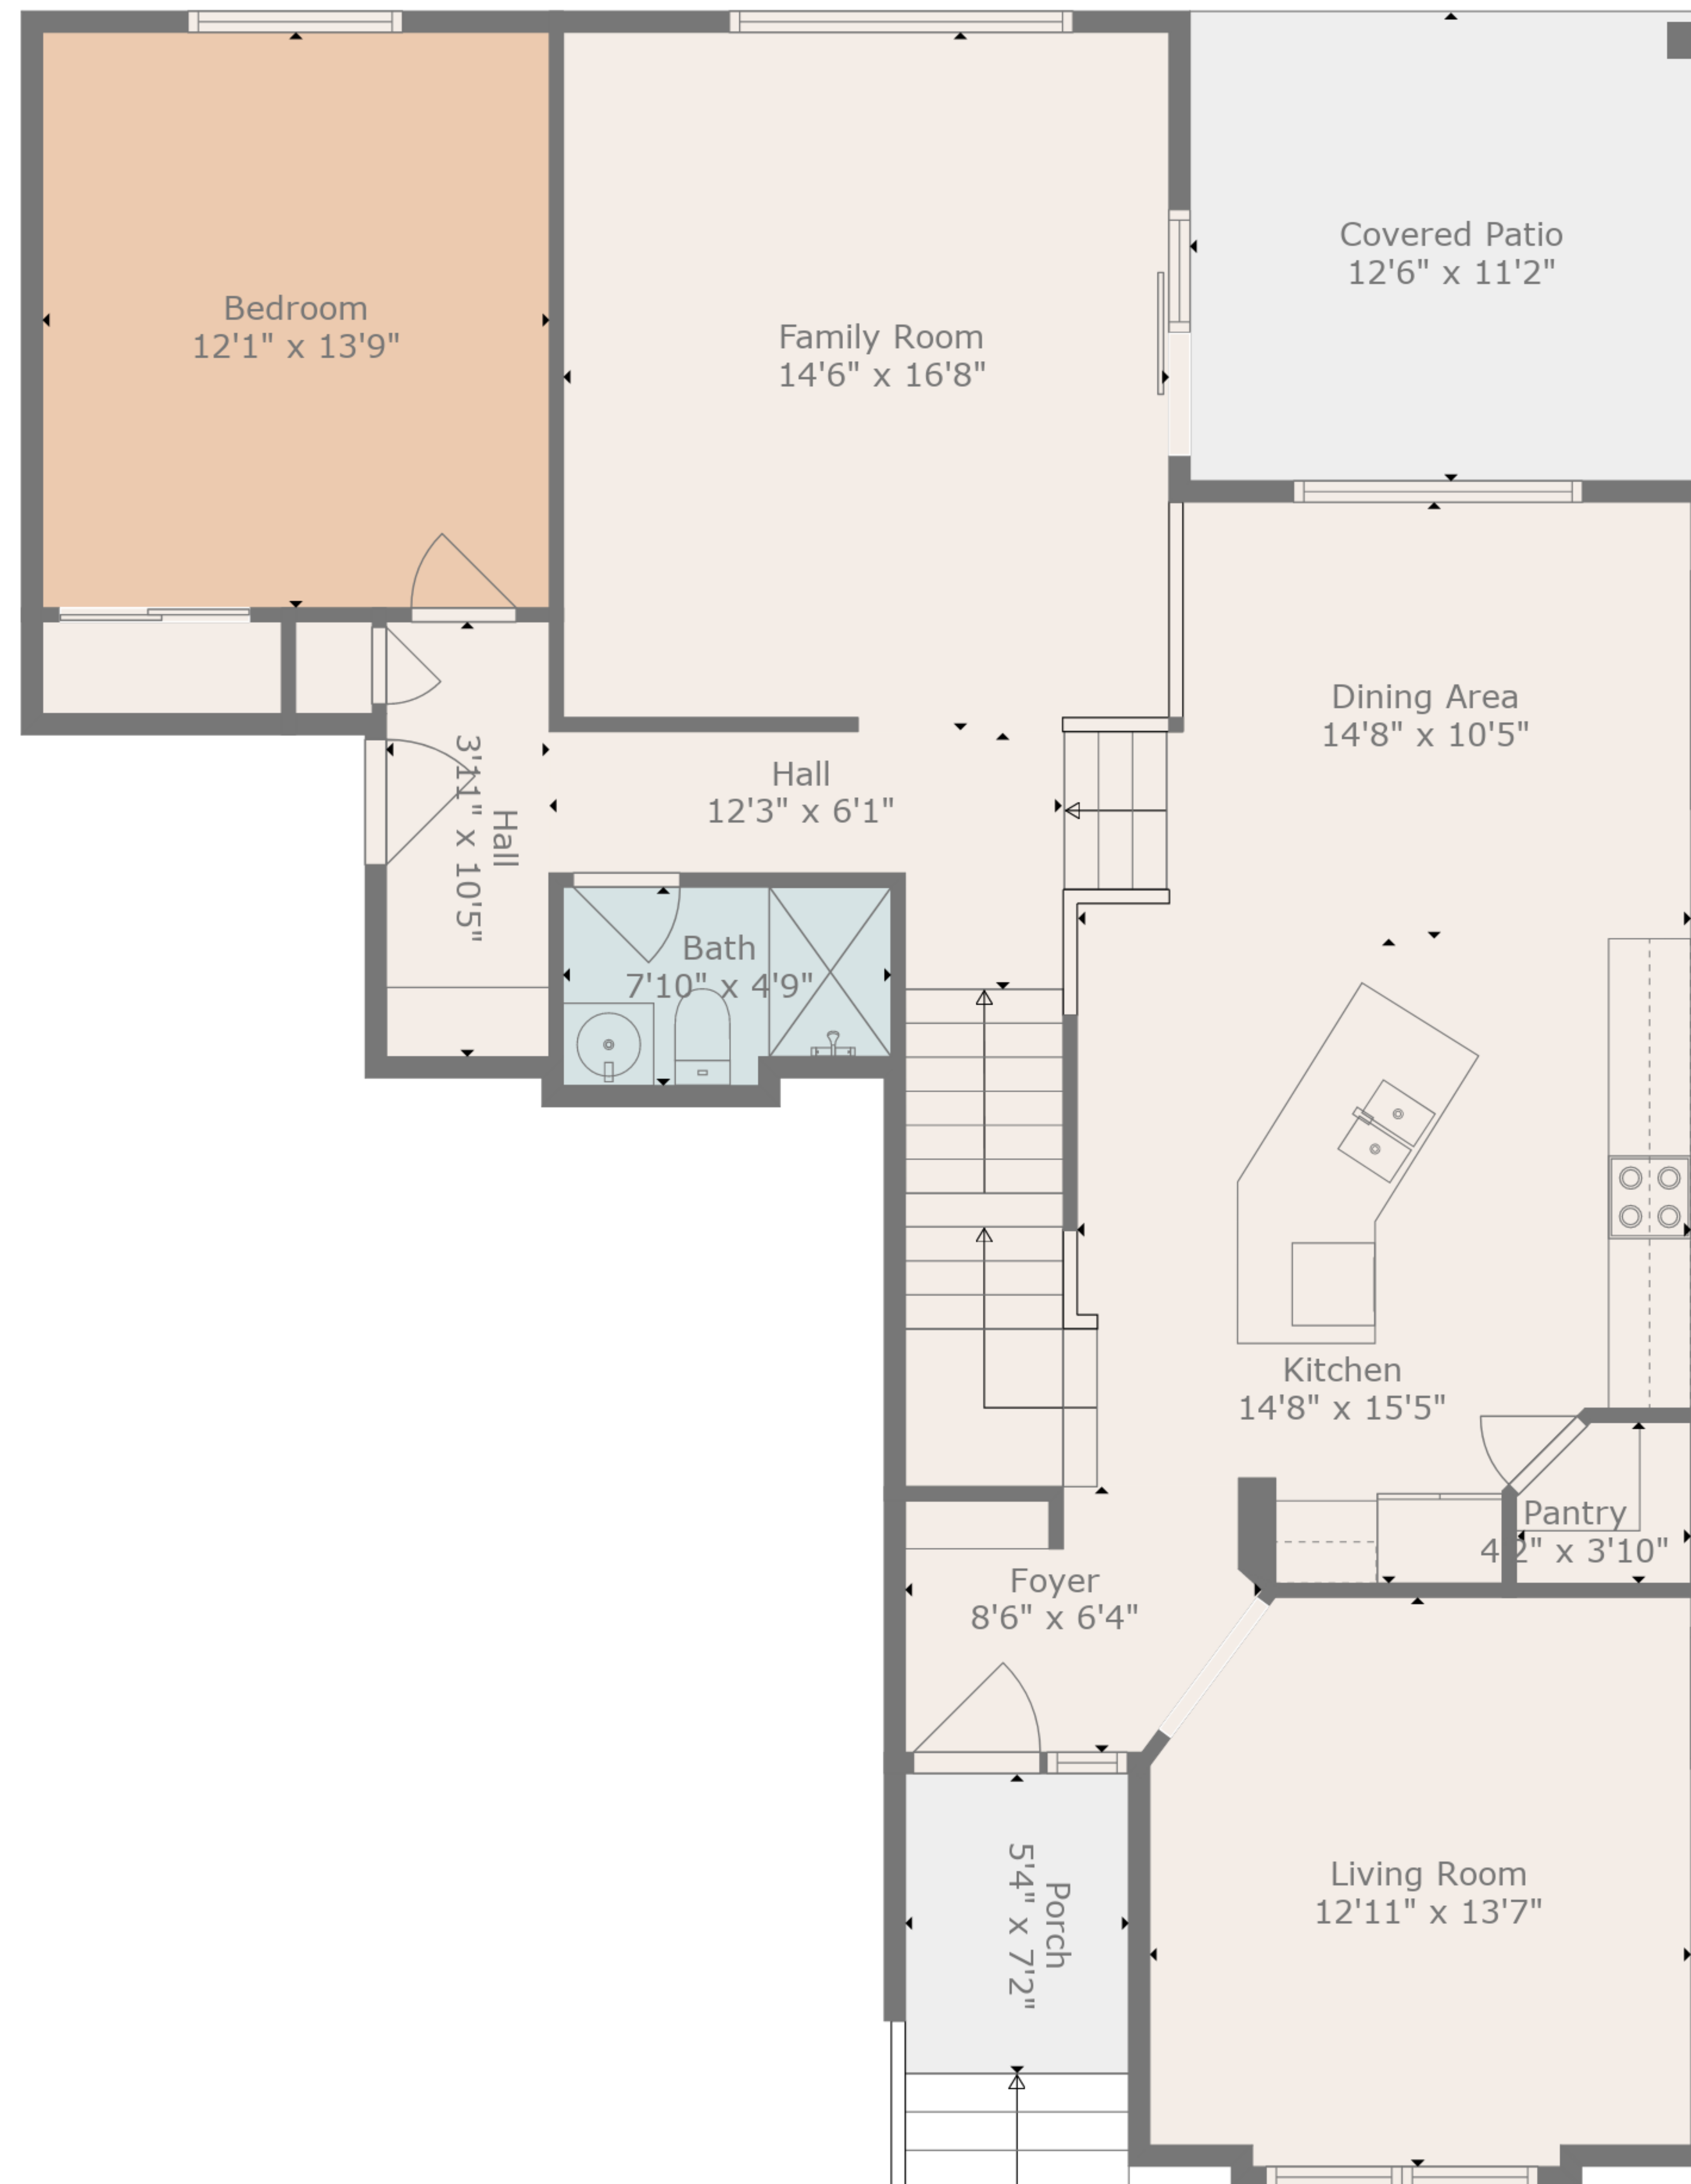 Bedroom
12'1" x 13'9"
Family Room
14'6" x 16'8"
Covered Patio
12'6" x 11'2"
Dining Area
14'8" x 10'5"
Hall
12'3" x 6'1"
Hall
3'11" x 10'5"
Bath
7'10" x 4'9"
Kitchen
14'8" x 15'5"
Pantry
4'2" x 3'10"
Foyer
8'6" x 6'4"
Living Room
12'11" x 13'7"
Porch
5'4" x 7'2"